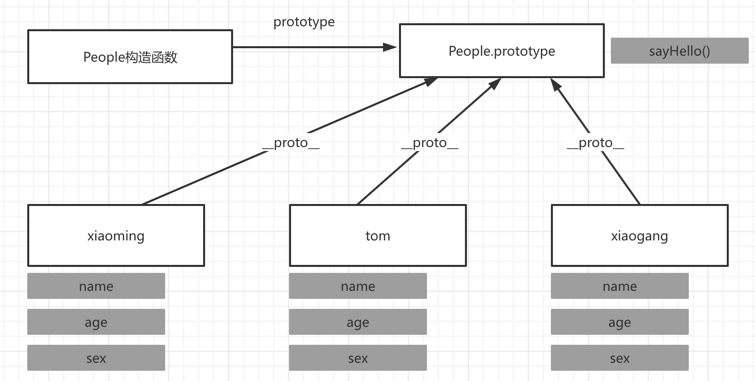 prototype
People构造函数
People.prototype
sayHello()
__proto__
__proto__
__proto__
xiaoming
tom
xiaogang
name
name
name
age
age
age
sex
sex
sex